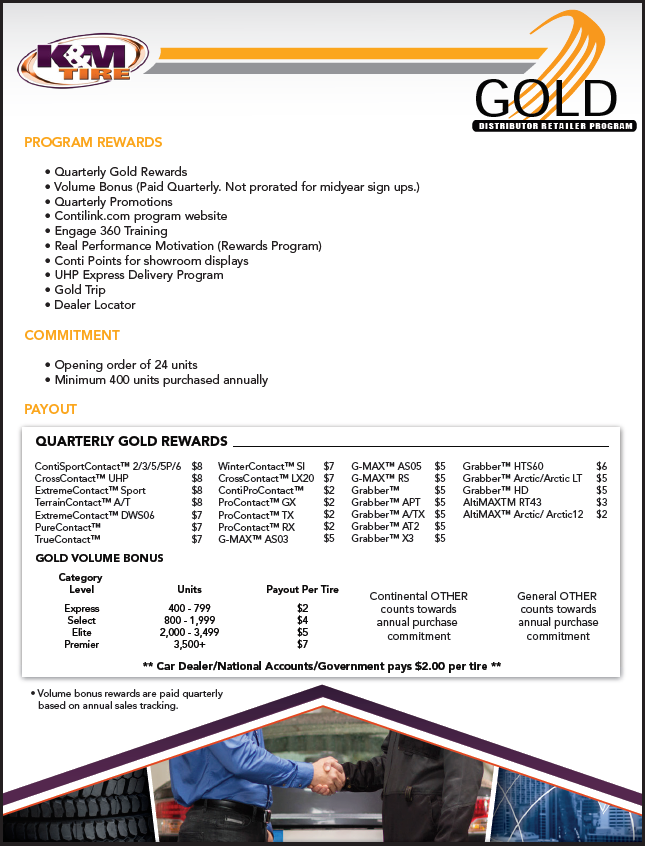 K&M
TIRE
GOLD
DISTRIBUTOR RETAILER PROGRAM
PROGRAM REWARDS
• Quarterly Gold Rewards
• Volume Bonus (Paid Quarterly. Not prorated for midyear sign ups.)
• Quarterly Promotions
• Contilink.com program website
• Engage 360 Training
• Real Performance Motivation (Rewards Program)
• Conti Points for showroom displays
• UHP Express Delivery Program
• Gold Trip
• Dealer Locator
COMMITMENT
• Opening order of 24 units
• Minimum 400 units purchased annually
PAYOUT
QUARTERLY GOLD REWARDS
ContiSportContact™ 2/3/5/5P/6 $8 WinterContact™ SI $7 G-MAX™ AS05 $5 Grabber™ HTS60 $6
CrossContact™ UHP $8 CrossContact™ LX20 $7 G-MAX™ RS $5 Grabber™ Arctic/Arctic LT $5
ExtremeContact™ Sport $8 ContiProContact™ $2 Grabber™ $5 Grabber™ HD $5
TerrainContact™ A/T $8 ProContact™ GX $2 Grabber™ APT $5 AltiMAXTM RT43 $3
ExtremeContact™ DWS06 $7 ProContact™ TX $2 Grabber™ A/TX $5 AltiMAX™ Arctic/ Arctic12 $2
PureContact™ $7 ProContact™ RX $2 Grabber™ AT2 $5
TrueContact™ $7 G-MAX™ AS03 $5 Grabber™ X3 $5
GOLD VOLUME BONUS
Category
Level Units Payout Per Tire
Express 400 - 799 $2
Select 800 - 1,999 $4
Elite 2,000 - 3,499 $5
Premier 3,500+ $7
Continental OTHER
counts towards
annual purchase
commitment
General OTHER
counts towards
annual purchase
commitment
** Car Dealer/National Accounts/Government pays $2.00 per tire **
• Volume bonus rewards are paid quarterly
based on annual sales tracking.